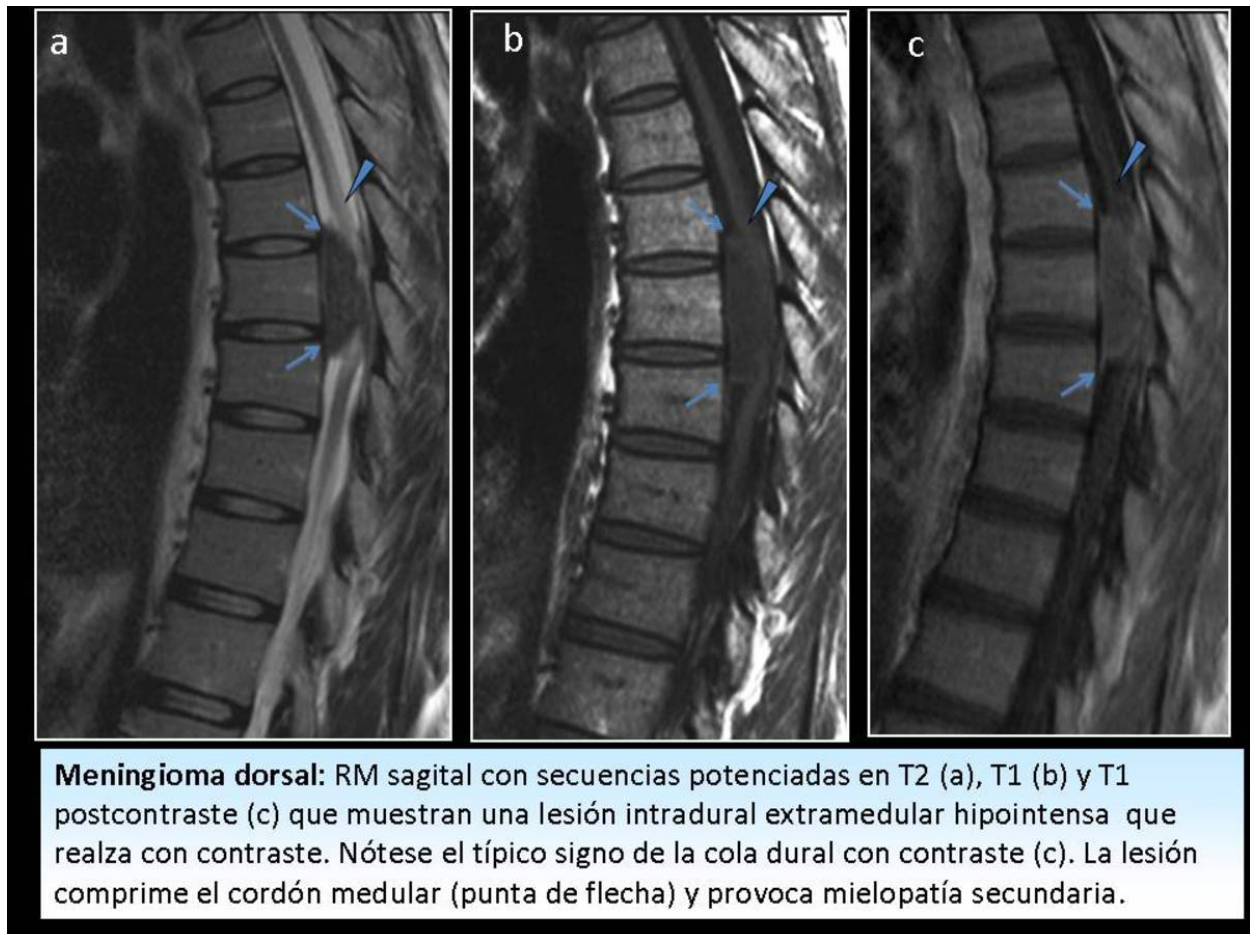 a
b
c
Meningioma dorsal: RM sagital con secuencias potenciadas en T2 (a), T1 (b) y T1
postcontraste (c) que muestran una lesión intradural extramedular hipointensa que
realza con contraste. Nótese el típico signo de la cola dural con contraste (c). La lesión
comprime el cordón medular (punta de flecha) y provoca mielopatía secundaria.